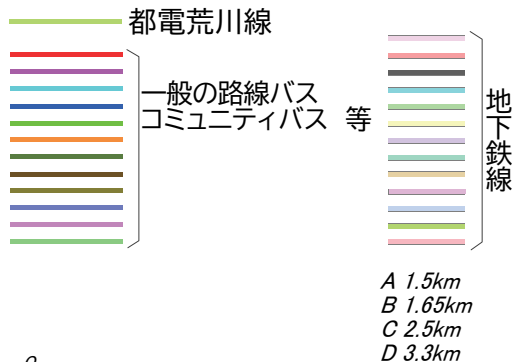 都電荒川線
一般の路線バス
コミュニティバス 等
地下鉄線
A 1.5km
B 1.65km
C 2.5km
D 3.3km